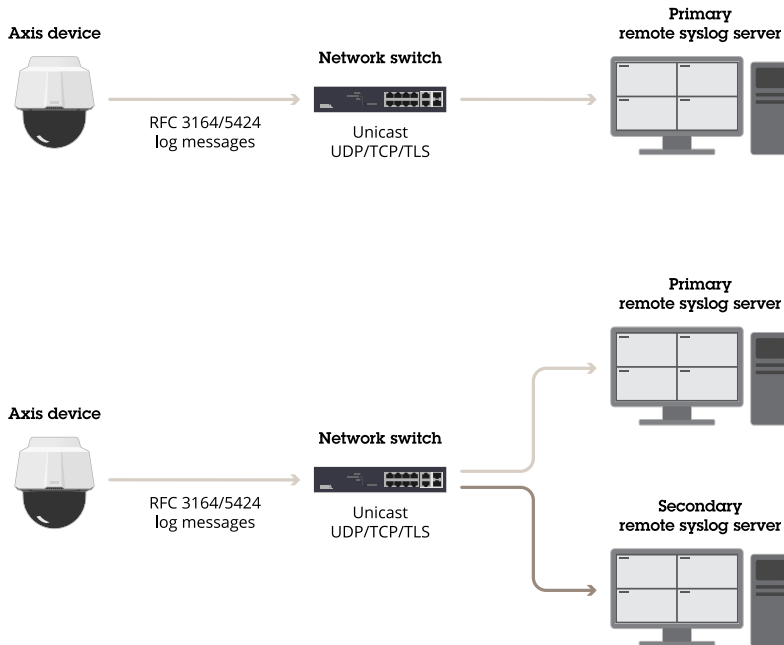 Primary
remote syslog server
Axis device
Network switch
RFC 3164/5424
log messages
Unicast
UDP/TCP/TLS
Primary
remote syslog server
Axis device
Network switch
RFC 3164/5424
log messages
Unicast
UDP/TCP/TLS
Secondary
remote syslog server